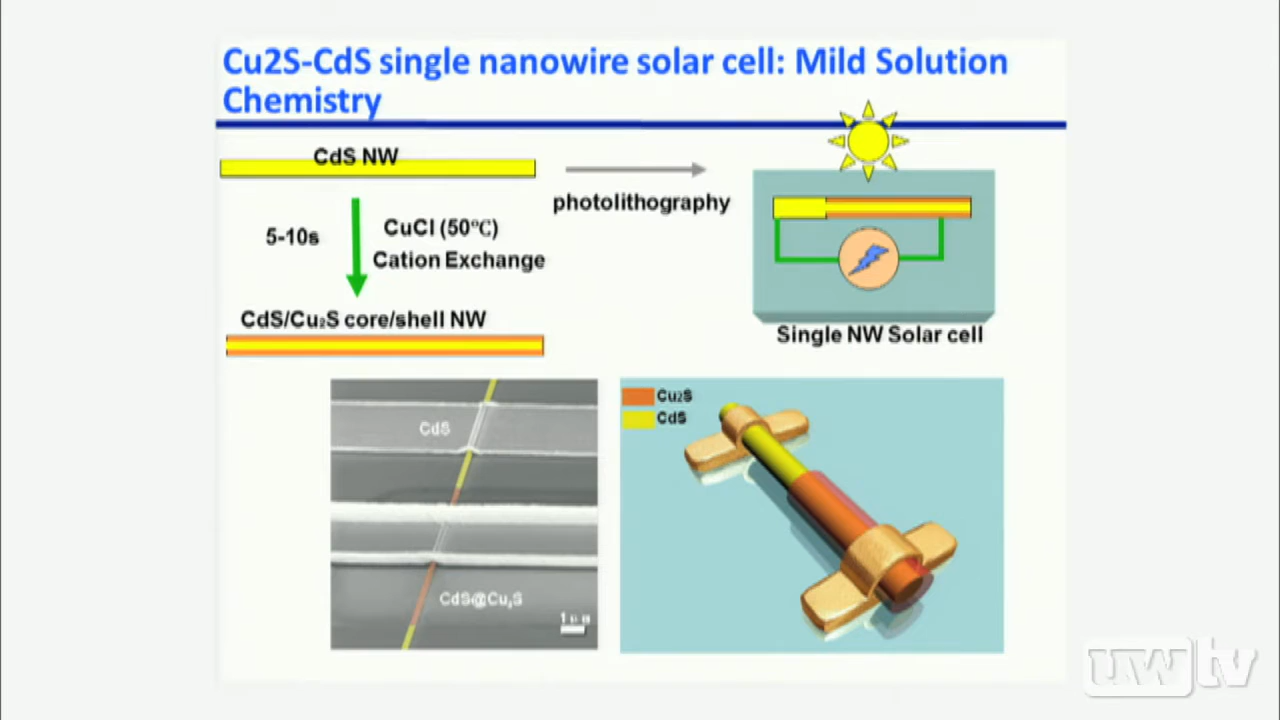 Cu2S-CdS single nanowire solar cell: Mild Solution
Chemistry
CdS NW
photolithography
5-10s
CuCl (50℃)
Cation Exchange
CdS/Cu₂S core/shell NW
Single NW Solar cell
CdS
CdS@Cu₂S
Cu₂S
CdS
uwtv